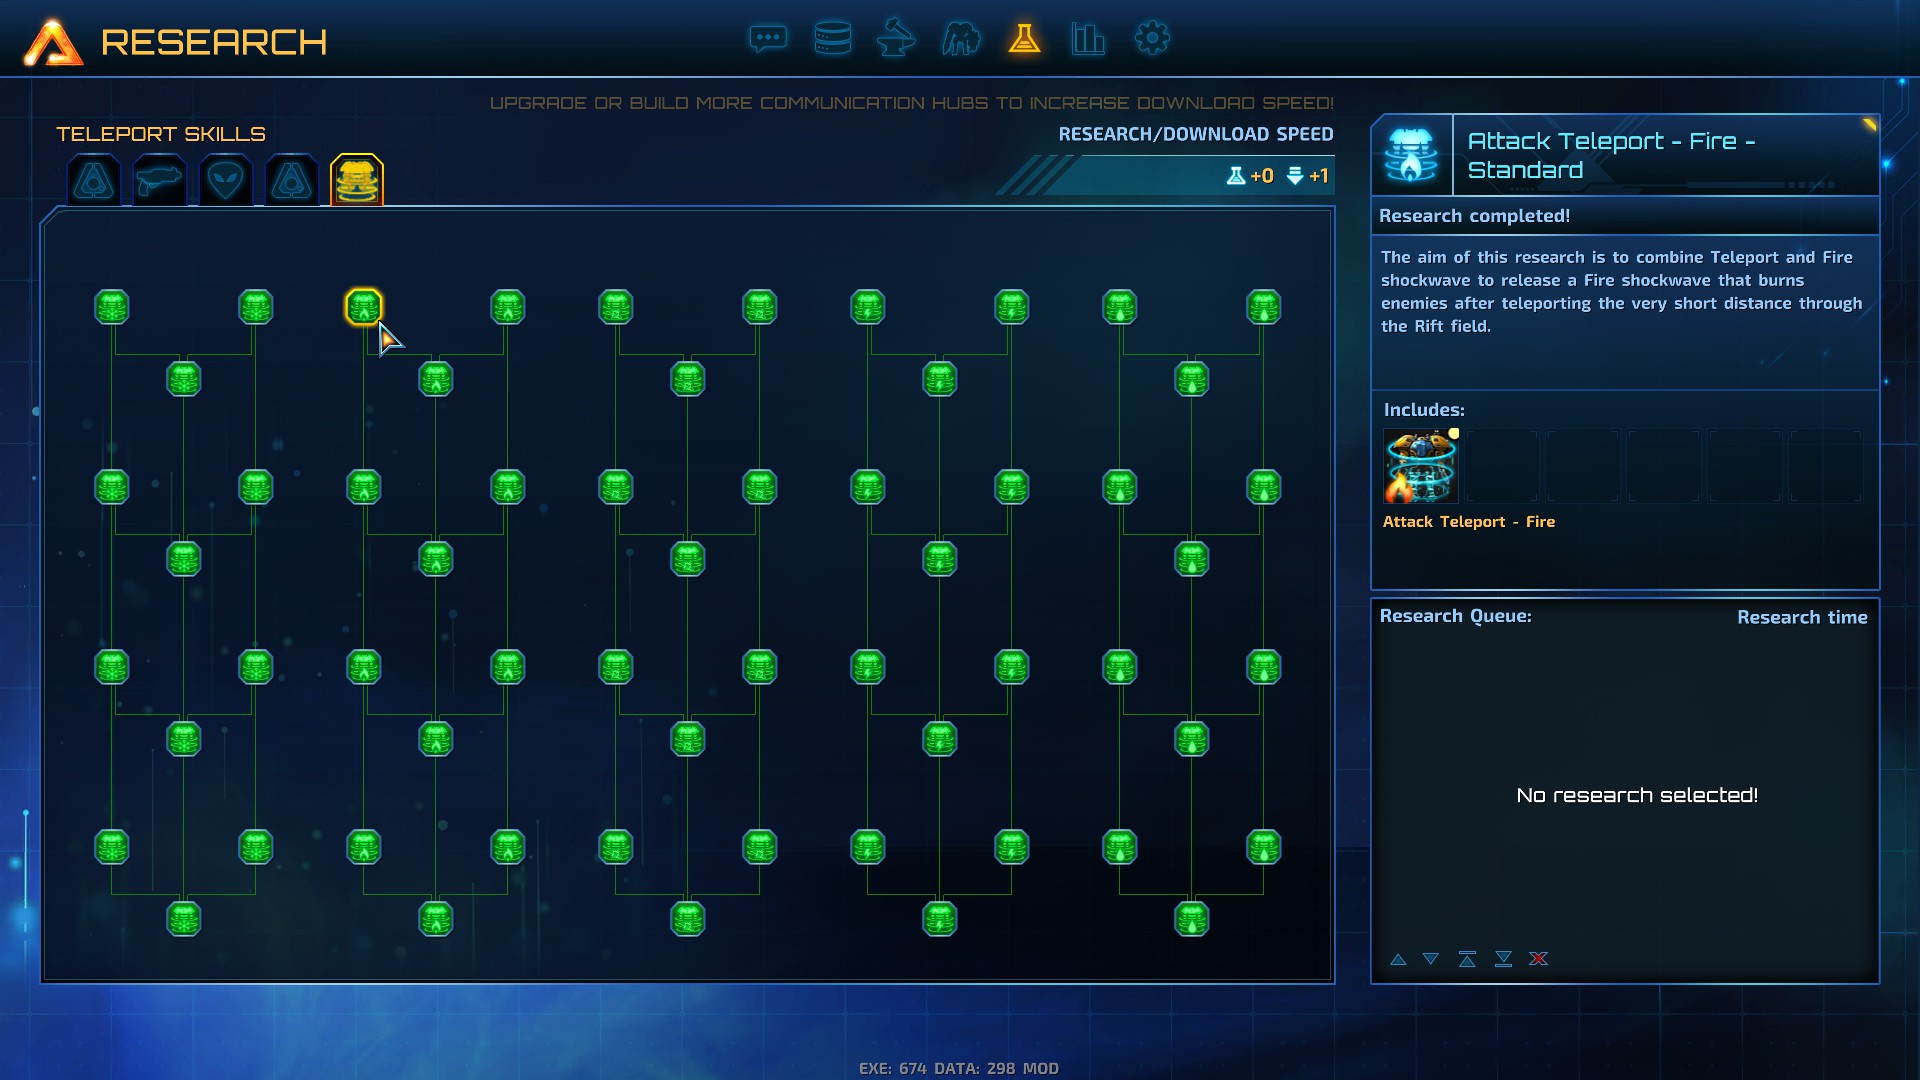 RESEARCH
UPGRADE OR BUILD MORE COMMUNICATION HUBS TO INCREASE DOWNLOAD SPEED!
TELEPORT SKILLS
RESEARCH/DOWNLOAD SPEED
+0 +1
Attack Teleport - Fire -
Standard
Research completed!
The aim of this research is to combine Teleport and Fire
shockwave to release a Fire shockwave that burns
enemies after teleporting the very short distance through
the Rift field.
Includes:
Attack Teleport - Fire
Research Queue: Research time
No research selected!
EXE: 674 DATA: 298 MOD